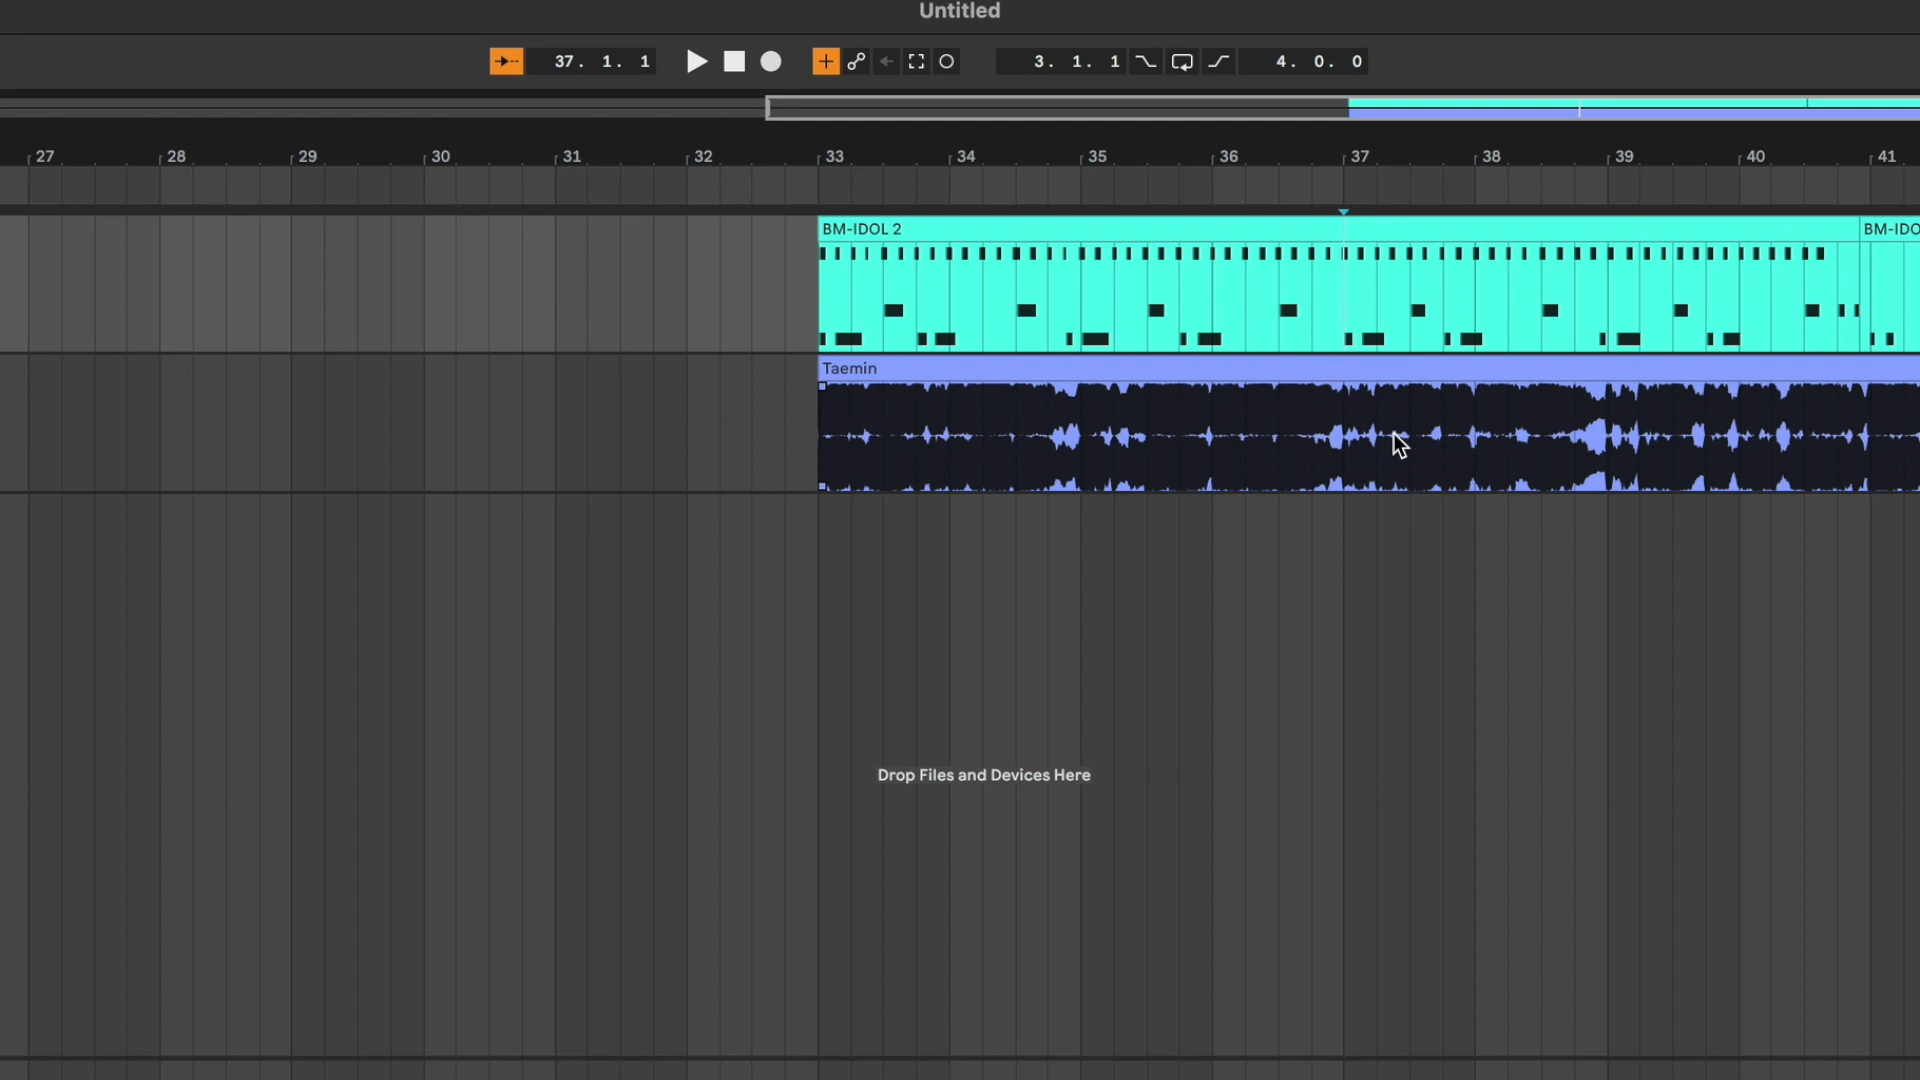 Untitled
37. 1. 1
3. 1. 1
4. 0. 0
27 28 29 30 31 32 33 34 35 36 37 38 39 40 41
BM-IDOL 2
BM-IDO
Taemin
Drop Files and Devices Here